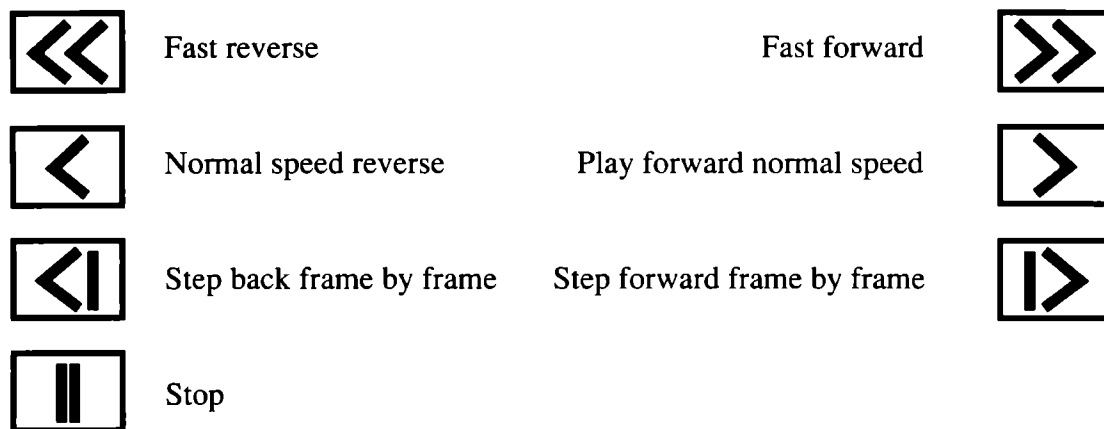 Fast reverse Fast forward
Normal speed reverse Play forward normal speed
Step back frame by frame Step forward frame by frame
Stop